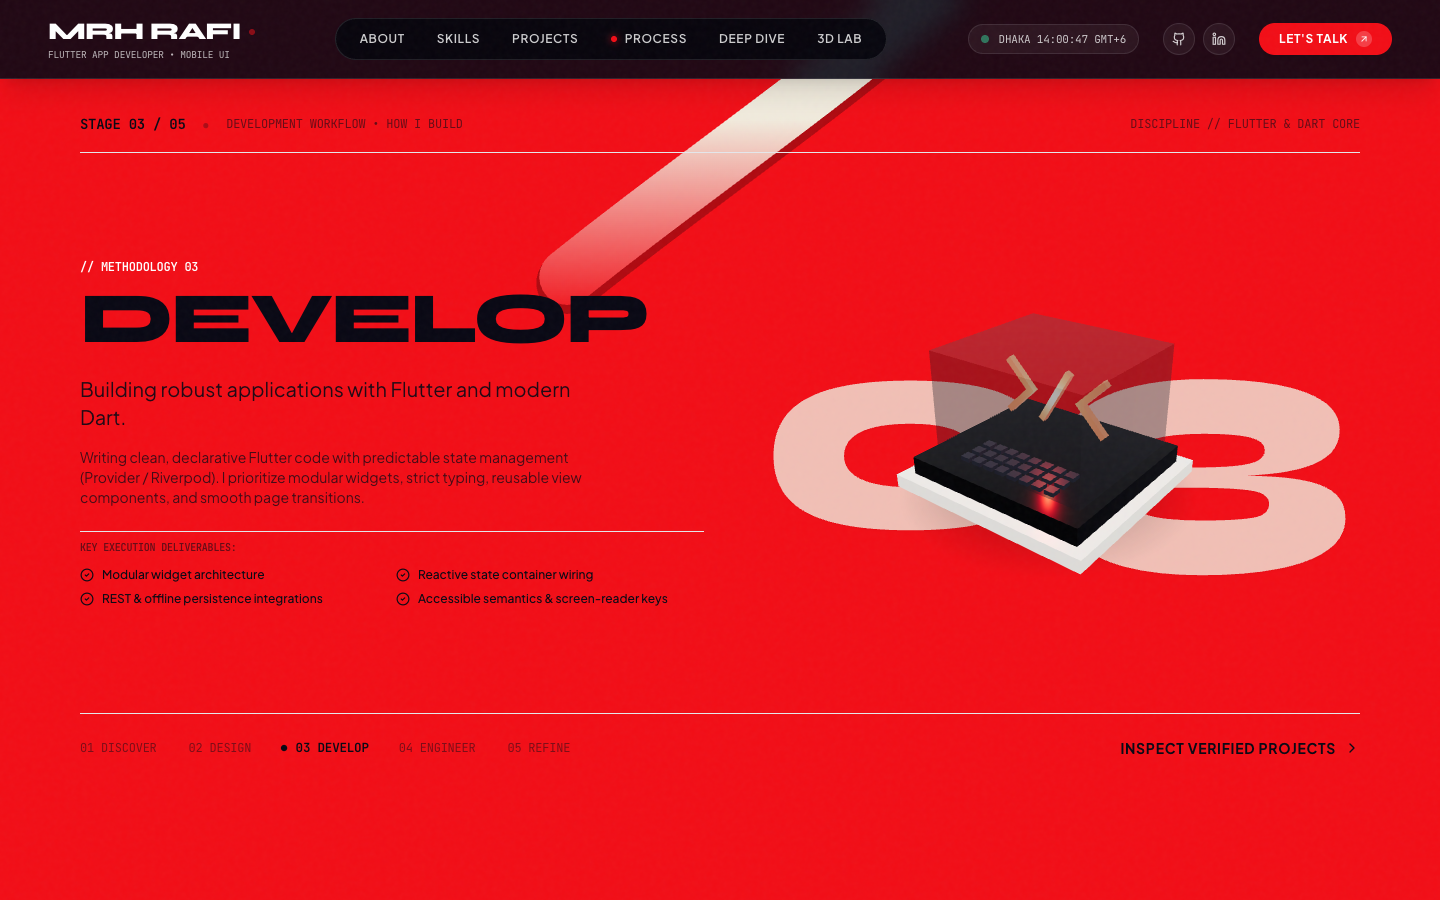 MRH RAFI
FLUTTER APP DEVELOPER • MOBILE UI
ABOUT
SKILLS
PROJECTS
PROCESS
DEEP DIVE
3D LAB
DHAKA 14:00:47 GMT+6
LET'S TALK
STAGE 03 / 05
DEVELOPMENT WORKFLOW • HOW I BUILD
DISCIPLINE // FLUTTER & DART CORE
// METHODOLOGY 03
DEVELOP
Building robust applications with Flutter and modern
Dart.
Writing clean, declarative Flutter code with predictable state management
(Provider / Riverpod). I prioritize modular widgets, strict typing, reusable view
components, and smooth page transitions.
03
KEY EXECUTION DELIVERABLES:
Modular widget architecture
Reactive state container wiring
REST & offline persistence integrations
Accessible semantics & screen-reader keys
01 DISCOVER
02 DESIGN
03 DEVELOP
04 ENGINEER
05 REFINE
INSPECT VERIFIED PROJECTS